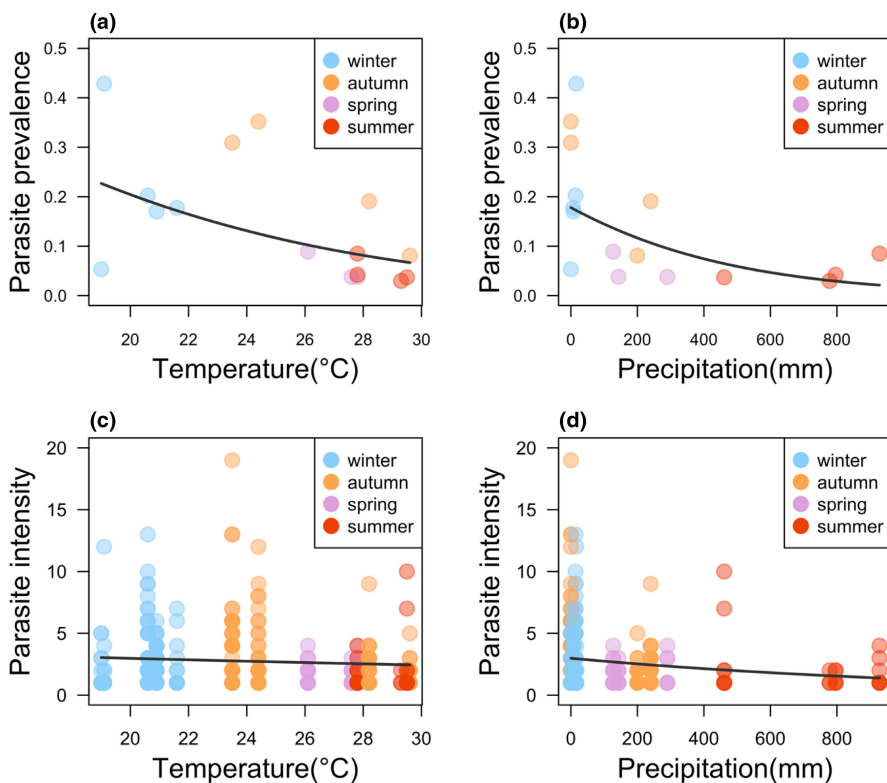 (a)
Parasite prevalence
0.5
0.4
0.3
0.2
0.1
0.0
winter
autumn
spring
summer
20 22 24 26 28 30
Temperature(°C)
(b)
Parasite prevalence
0.5
0.4
0.3
0.2
0.1
0.0
winter
autumn
spring
summer
0 200 400 600 800
Precipitation(mm)
(c)
Parasite intensity
20
15
10
5
0
winter
autumn
spring
summer
20 22 24 26 28 30
Temperature(°C)
(d)
Parasite intensity
20
15
10
5
0
winter
autumn
spring
summer
0 200 400 600 800
Precipitation(mm)